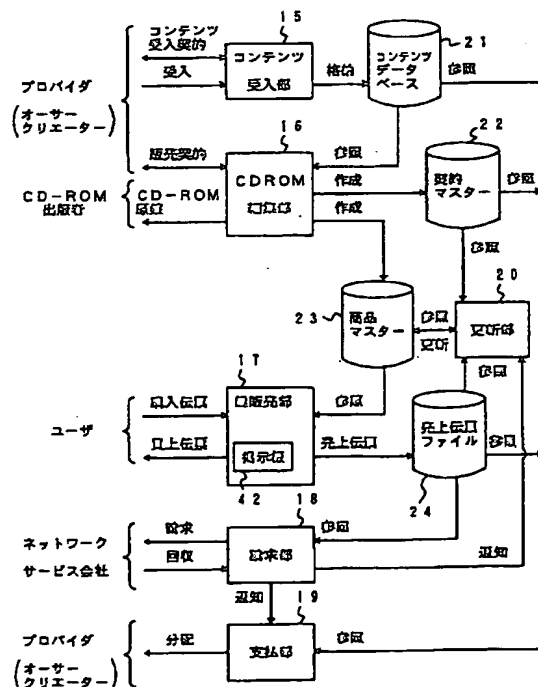 コンテンツ
受入契約
受入
プロバイダ
(オーサー
クリエーター)
15
コンテンツ
受入部
格納
21
コンテンツ
データ
ベース
参照
販売契約
CD-ROM
出版社
CD-ROM
16
CDROM
参照
作成
作成
22
契約
マスター
参照
参照
20
更新部
23
商品
マスター
参照
更新
参照
17
ユーザ
参照
売上伝票
42
売上伝票
ファイル
参照
24
18
ネットワーク
サービス会社
請求
回収
請求部
参照
通知
通知
19
プロバイダ
(オーサー
クリエーター)
分配
支払部
参照